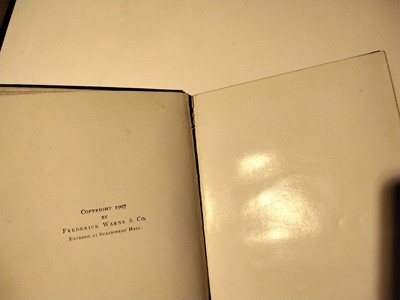 COPYRIGHT 1907
BY
FREDERICK WARNE & CO.
ENTERED AT STATIONERS' HALL.